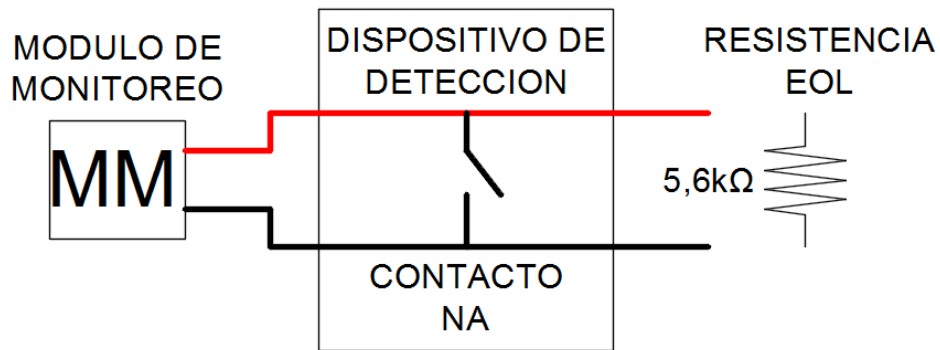 MODULO DE
MONITOREO
MM
DISPOSITIVO DE
DETECCION
CONTACTO
NA
RESISTENCIA
EOL
5,6kΩ